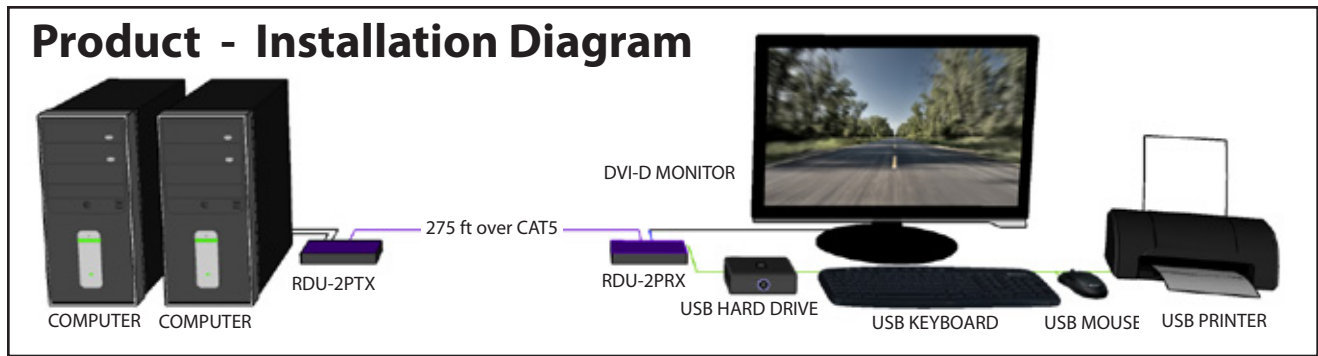 Product - Installation Diagram
DVI-D MONITOR
275 ft over CAT5
RDU-2PTX
RDU-2PRX
USB HARD DRIVE
COMPUTER
COMPUTER
USB KEYBOARD
USB MOUSE
USB PRINTER